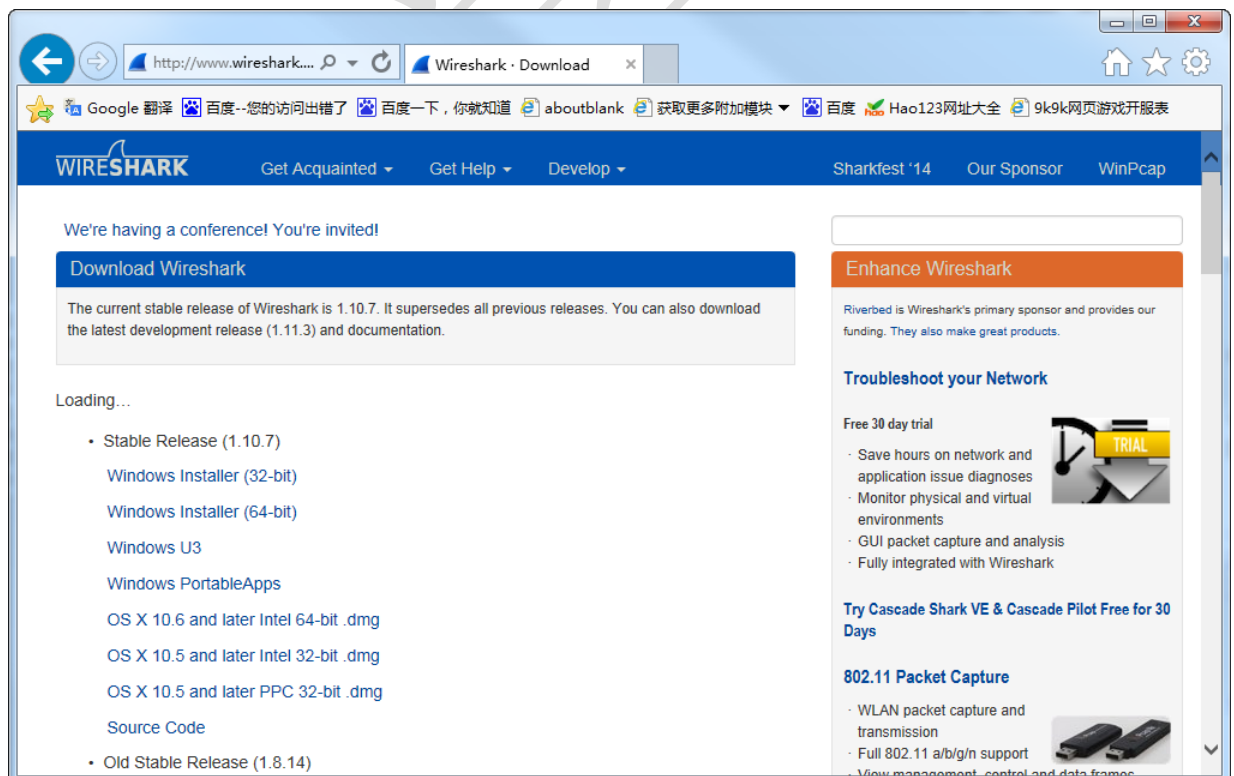 http://www.wireshark....
Wireshark · Download
Google 翻译
百度--您的访问出错了
百度一下，你就知道
aboutblank
获取更多附加模块
百度
Hao123网址大全
9k9k网页游戏开服表
WIRESHARK
Get Acquainted
Get Help
Develop
Sharkfest '14
Our Sponsor
WinPcap
We're having a conference! You're invited!
Download Wireshark
The current stable release of Wireshark is 1.10.7. It supersedes all previous releases. You can also download
the latest development release (1.11.3) and documentation.
Loading...
• Stable Release (1.10.7)
Windows Installer (32-bit)
Windows Installer (64-bit)
Windows U3
Windows PortableApps
OS X 10.6 and later Intel 64-bit .dmg
OS X 10.5 and later Intel 32-bit .dmg
OS X 10.5 and later PPC 32-bit .dmg
Source Code
• Old Stable Release (1.8.14)
Enhance Wireshark
Riverbed is Wireshark's primary sponsor and provides our
funding. They also make great products.
Troubleshoot your Network
Free 30 day trial
TRIAL
· Save hours on network and
application issue diagnoses
· Monitor physical and virtual
environments
· GUI packet capture and analysis
· Fully integrated with Wireshark
Try Cascade Shark VE & Cascade Pilot Free for 30
Days
802.11 Packet Capture
· WLAN packet capture and
transmission
· Full 802.11 a/b/g/n support
· View management, control and data frames